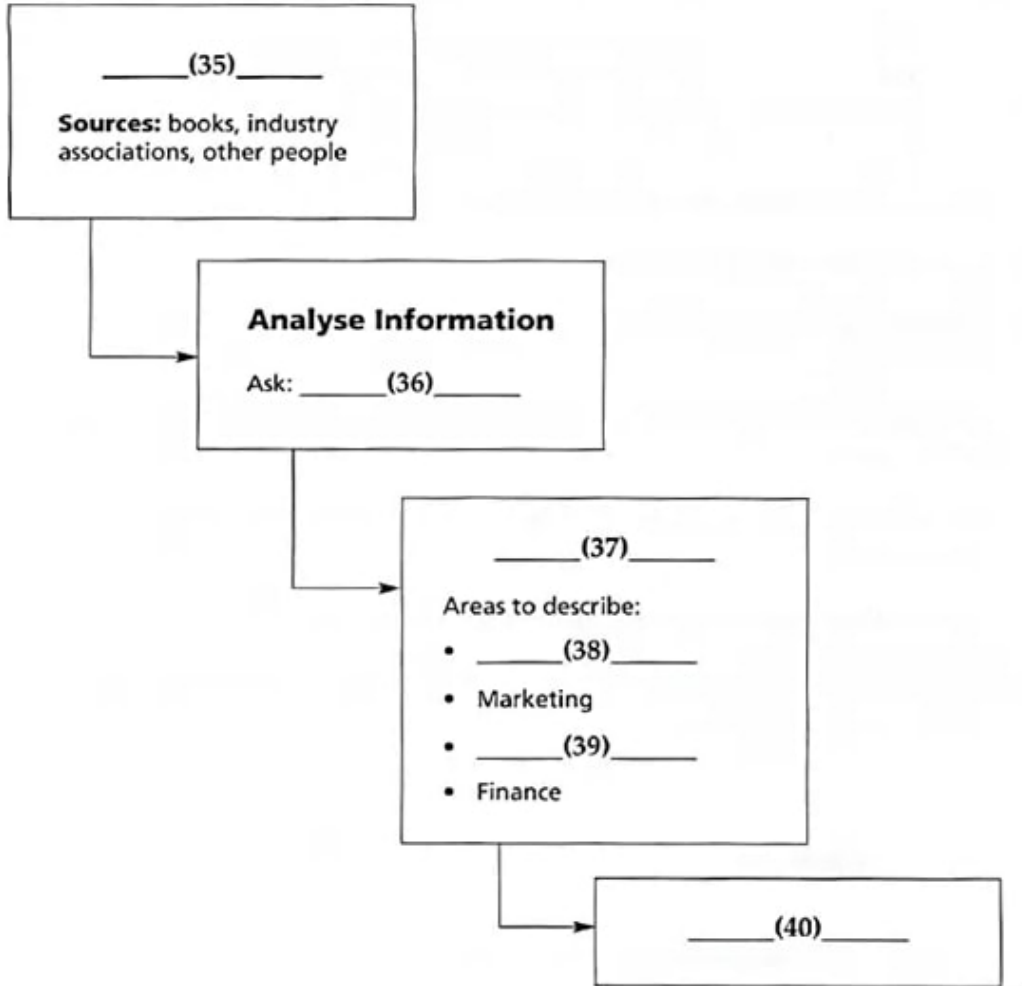 ______(35)______
Sources: books, industry
associations, other people
Analyse Information
Ask: ______(36)______
______(37)______
Areas to describe:
• ______(38)______
• Marketing
• ______(39)______
• Finance
______(40)______